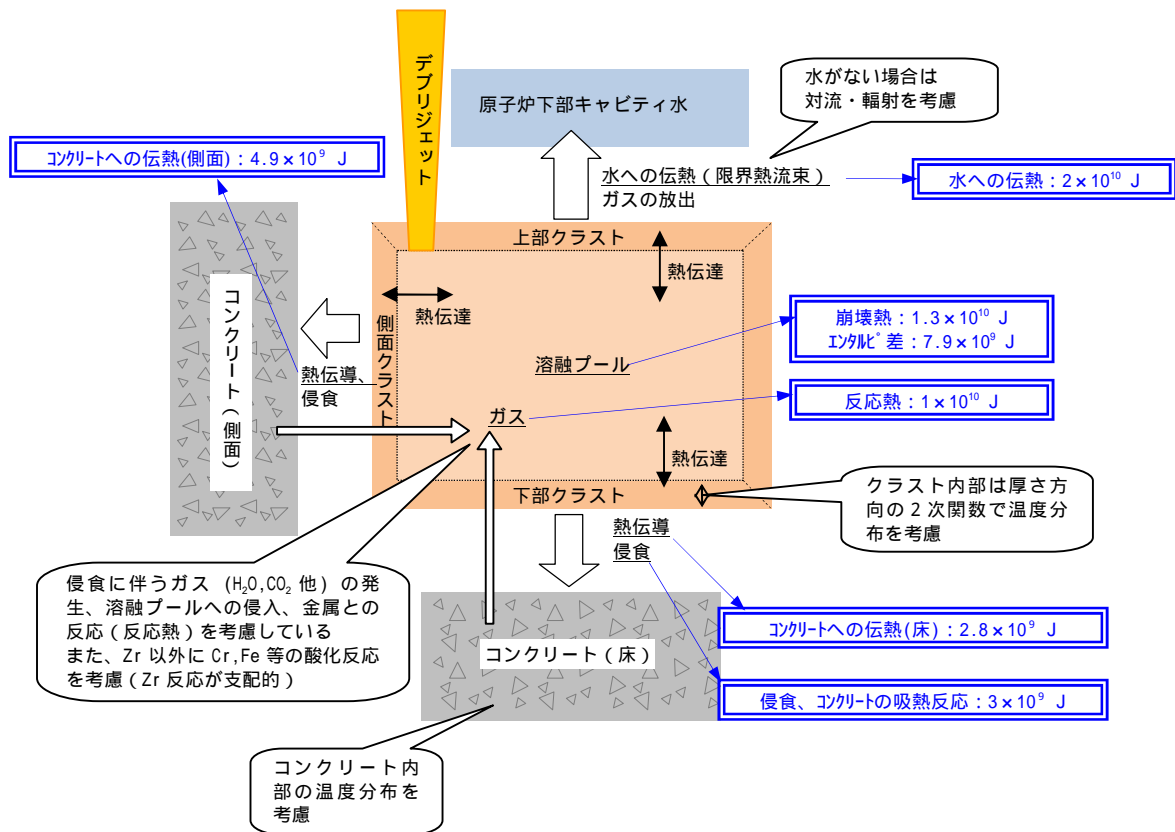 デブリジェット
原子炉下部キャビティ水
水がない場合は
対流・輻射を考慮
コンクリートへの伝熱(側面)：4.9×10⁹ J
水への伝熱（限界熱流束）
ガスの放出
水への伝熱：2×10¹⁰ J
上部クラスト
熱伝達
熱伝達
側面クラスト
コンクリート（側面）
熱伝導、
侵食
溶融プール
崩壊熱：1.3×10¹⁰ J
エンタルピ差：7.9×10⁹ J
ガス
反応熱：1×10¹⁰ J
熱伝達
下部クラスト
クラスト内部は厚さ方
向の２次関数で温度分
布を考慮
熱伝導
侵食
侵食に伴うガス (H₂O,CO₂ 他) の発
生、溶融プールへの侵入、金属との
反応（反応熱）を考慮している
また、Zr 以外に Cr,Fe 等の酸化反応
を考慮（Zr 反応が支配的）
コンクリート（床）
コンクリートへの伝熱(床)：2.8×10⁹ J
侵食、コンクリートの吸熱反応：3×10⁹ J
コンクリート内
部の温度分布を
考慮